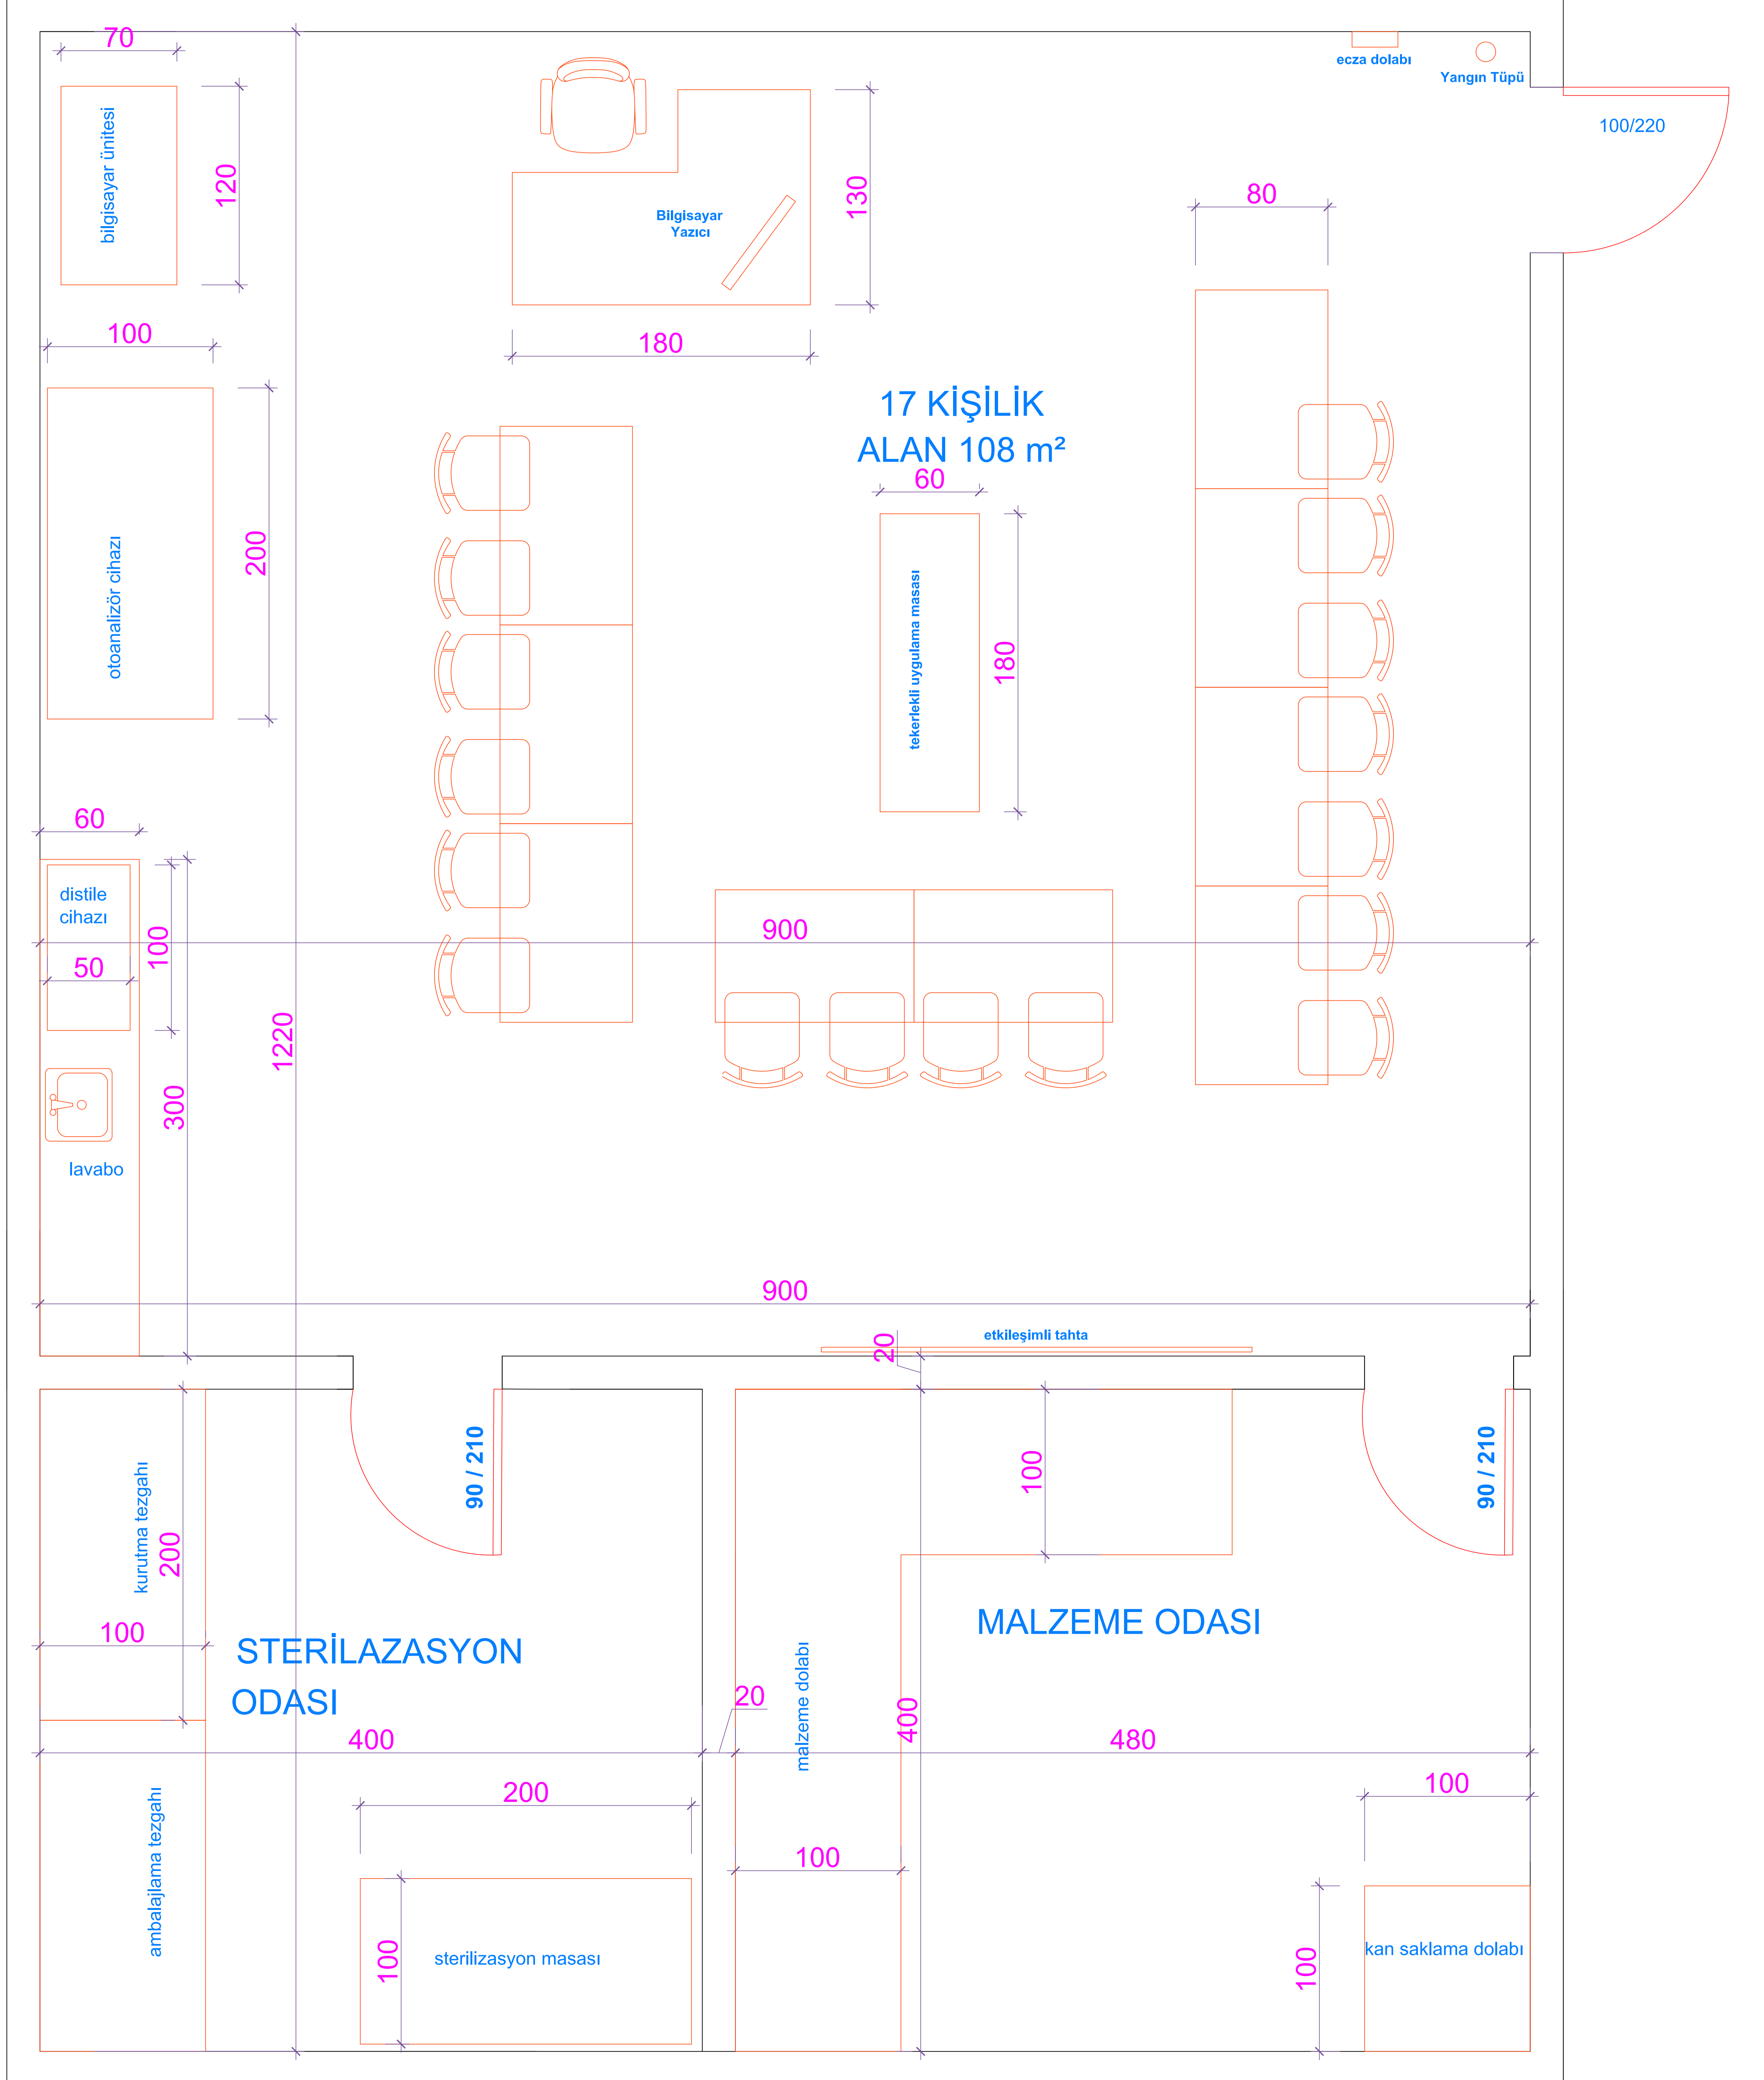 70
ecza dolabı
Yangın Tüpü
100/220
bilgisayar ünitesi
120
130
Bilgisayar
Yazıcı
80
100
180
17 KİŞİLİK
ALAN 108 m²
60
otoanalizör cihazı
200
tekerlekli uygulama masası
180
60
distile
cihazı
100
50
900
1220
300
lavabo
900
20
etkileşimli tahta
90 / 210
90 / 210
kurutma tezgahı
200
100
100
STERİLAZASYON
ODASI
MALZEME ODASI
malzeme dolabı
20
400
400
480
200
100
100
ambalajlama tezgahı
100
sterilizasyon masası
100
kan saklama dolabı